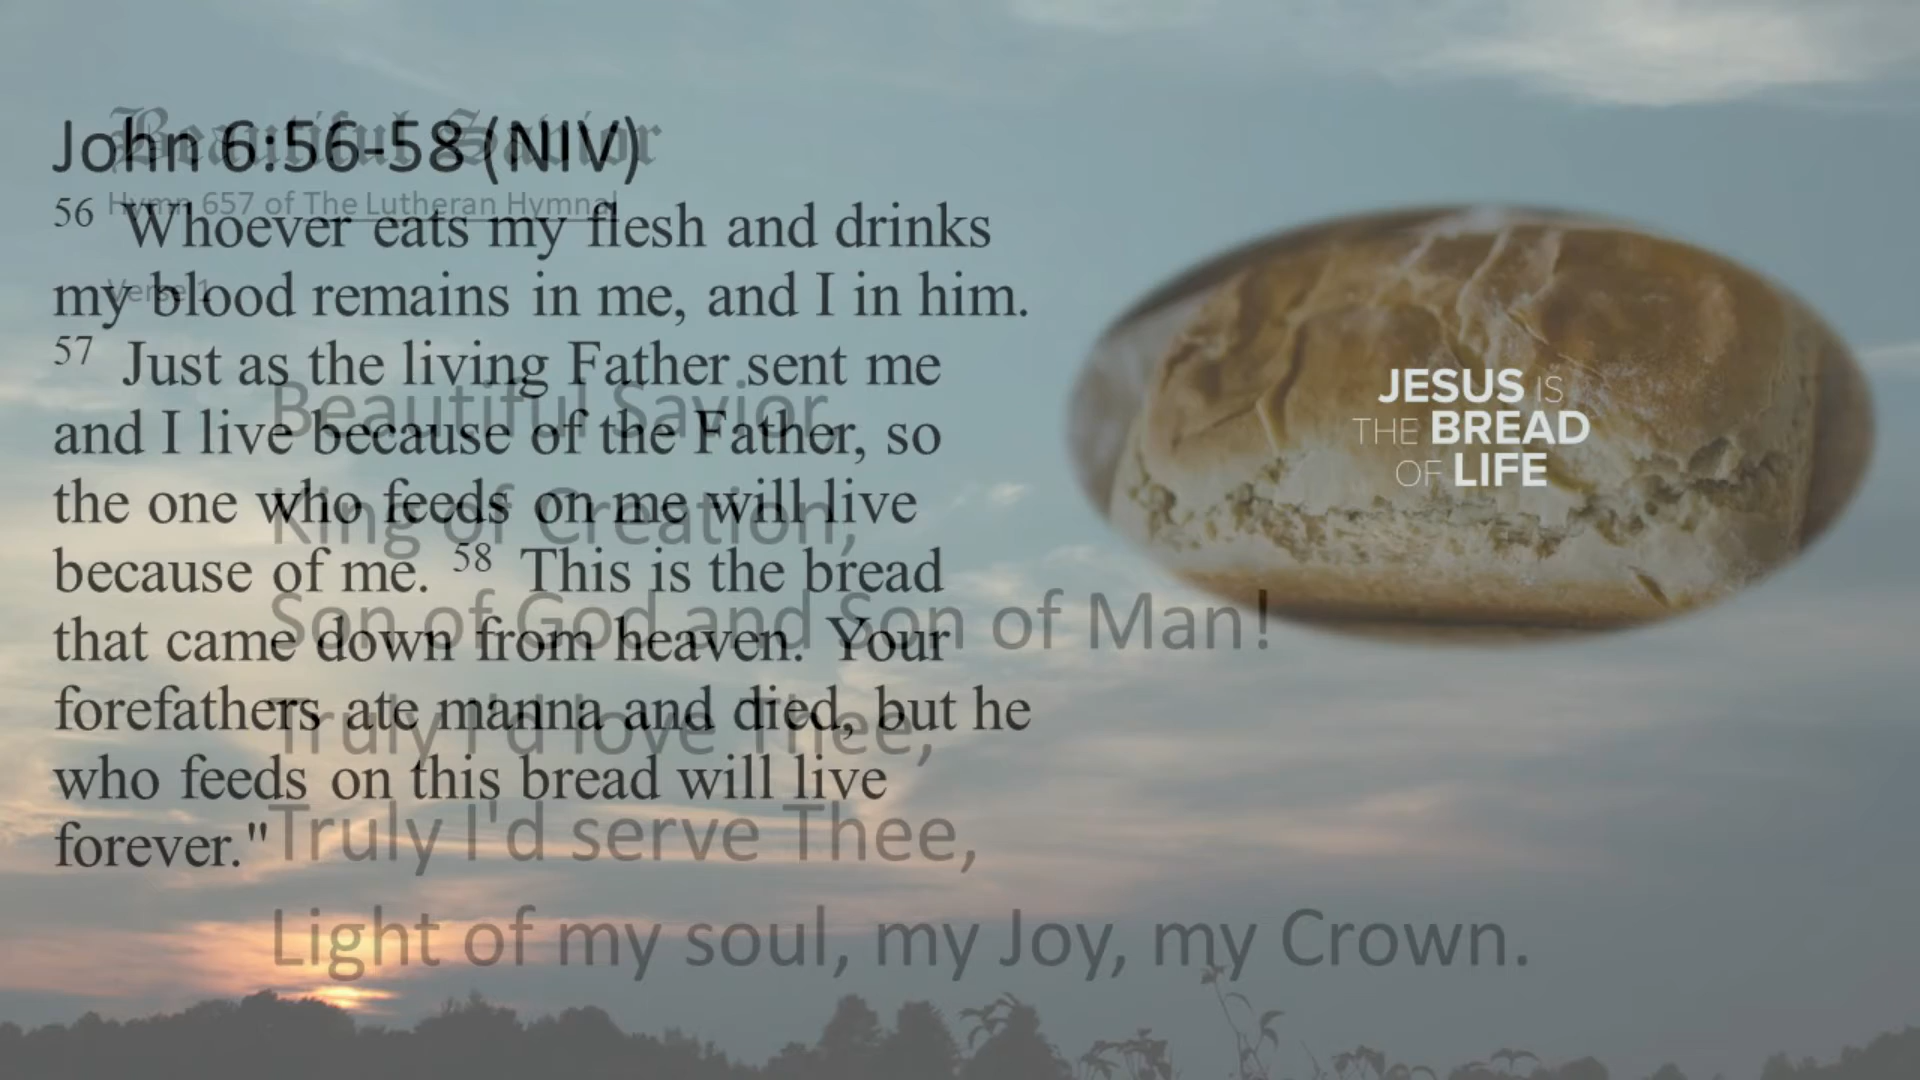 John 6:56-58 (NIV)
56 Whoever eats my flesh and drinks
my blood remains in me, and I in him.
57 Just as the living Father sent me
and I live because of the Father, so
the one who feeds on me will live
because of me. 58 This is the bread
that came down from heaven. Your
forefathers ate manna and died, but he
who feeds on this bread will live
forever."
JESUS IS
THE BREAD
OF LIFE
Beautiful Savior
Hymn 657 of The Lutheran Hymnal
Verse 1
Beautiful Savior,
King of Creation,
Son of God and Son of Man!
Truly I'd love Thee,
Truly I'd serve Thee,
Light of my soul, my Joy, my Crown.